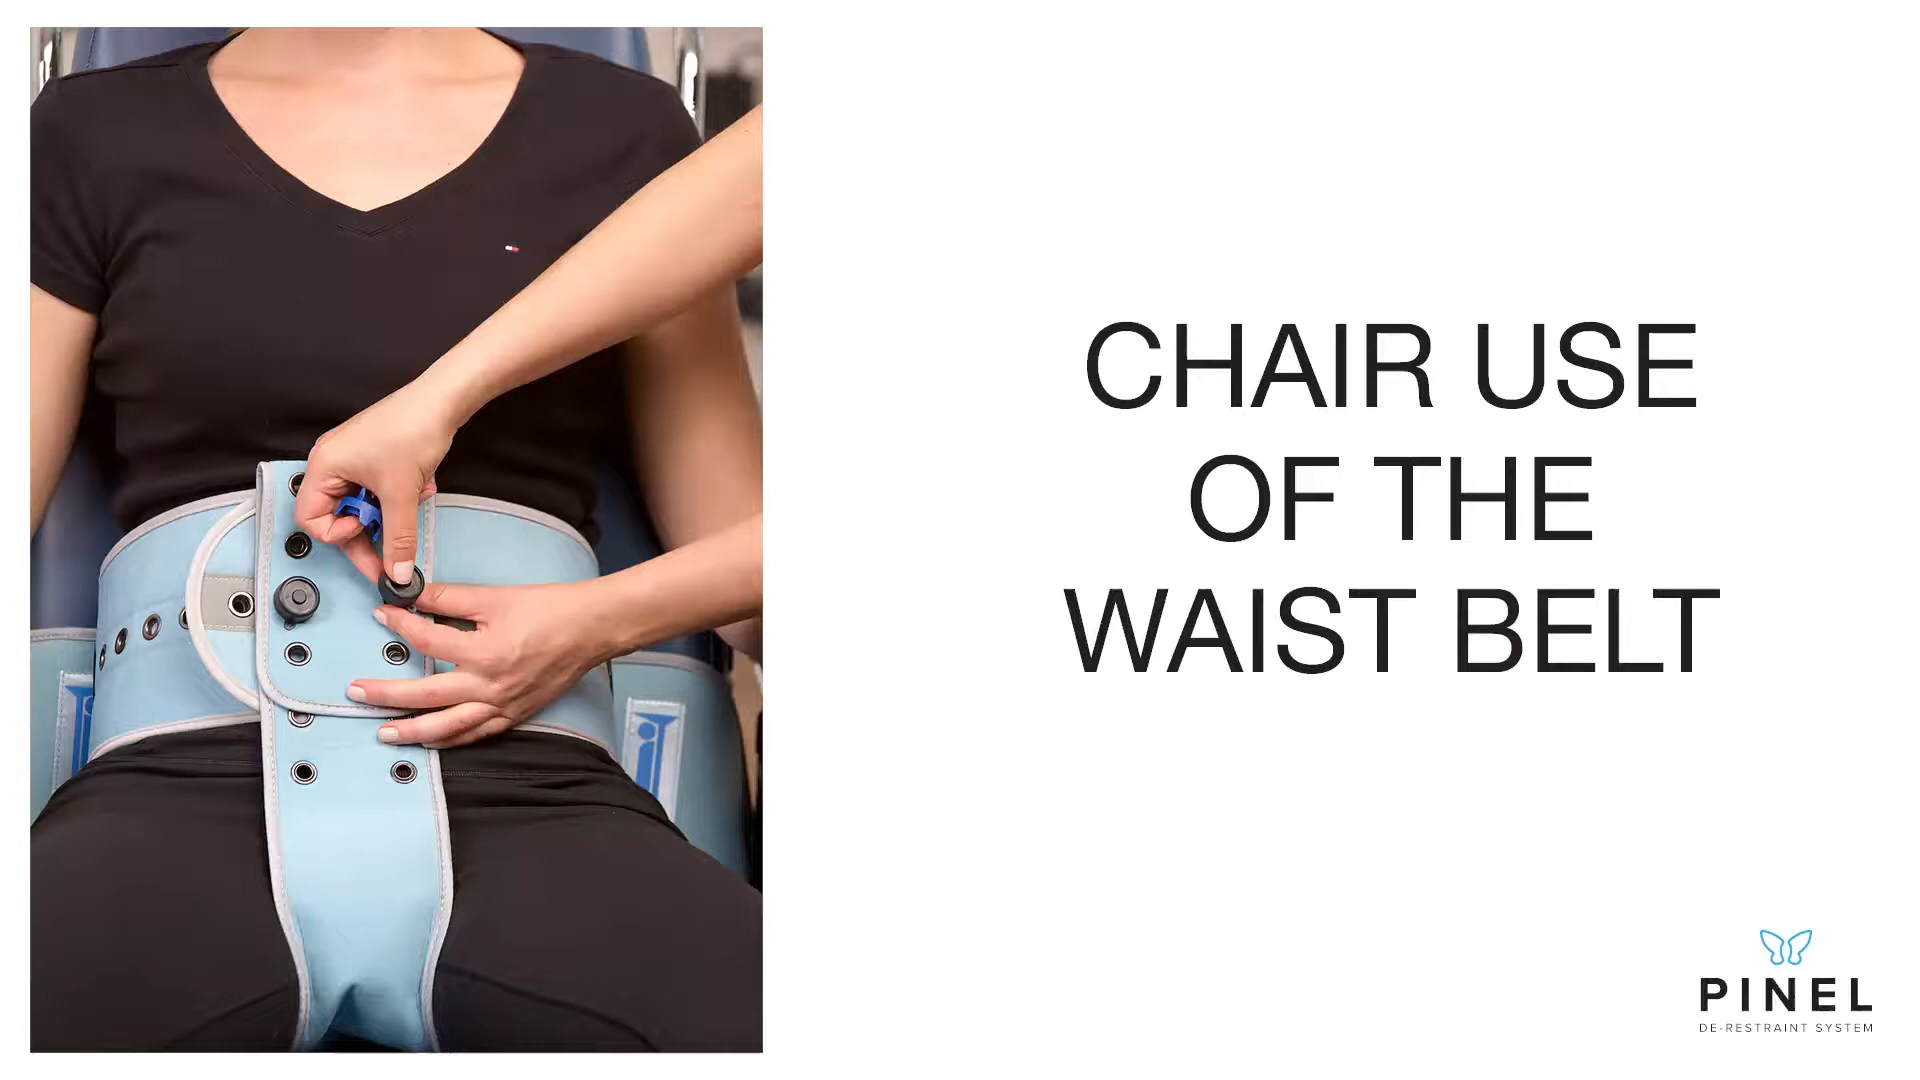 CHAIR USE
OF THE
WAIST BELT
PINEL
DE-RESTRAINT SYSTEM